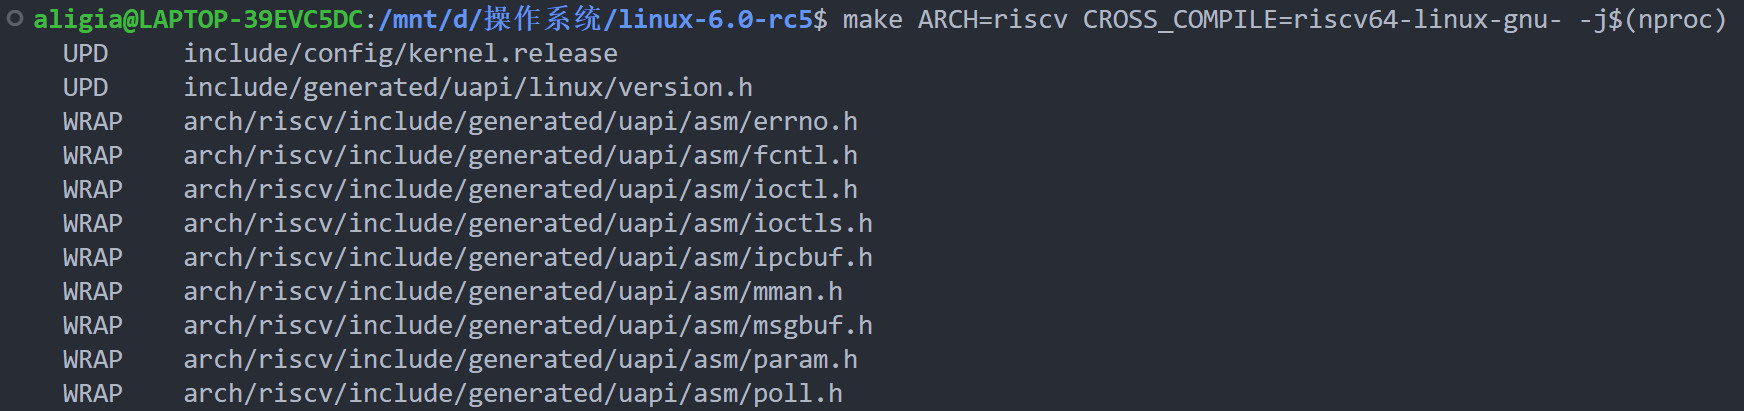 aligia@LAPTOP-39EVC5DC:/mnt/d/操作系统/linux-6.0-rc5$ make ARCH=riscv CROSS_COMPILE=riscv64-linux-gnu- -j$(nproc)
UPD     include/config/kernel.release
UPD     include/generated/uapi/linux/version.h
WRAP    arch/riscv/include/generated/uapi/asm/errno.h
WRAP    arch/riscv/include/generated/uapi/asm/fcntl.h
WRAP    arch/riscv/include/generated/uapi/asm/ioctl.h
WRAP    arch/riscv/include/generated/uapi/asm/ioctls.h
WRAP    arch/riscv/include/generated/uapi/asm/ipcbuf.h
WRAP    arch/riscv/include/generated/uapi/asm/mman.h
WRAP    arch/riscv/include/generated/uapi/asm/msgbuf.h
WRAP    arch/riscv/include/generated/uapi/asm/param.h
WRAP    arch/riscv/include/generated/uapi/asm/poll.h